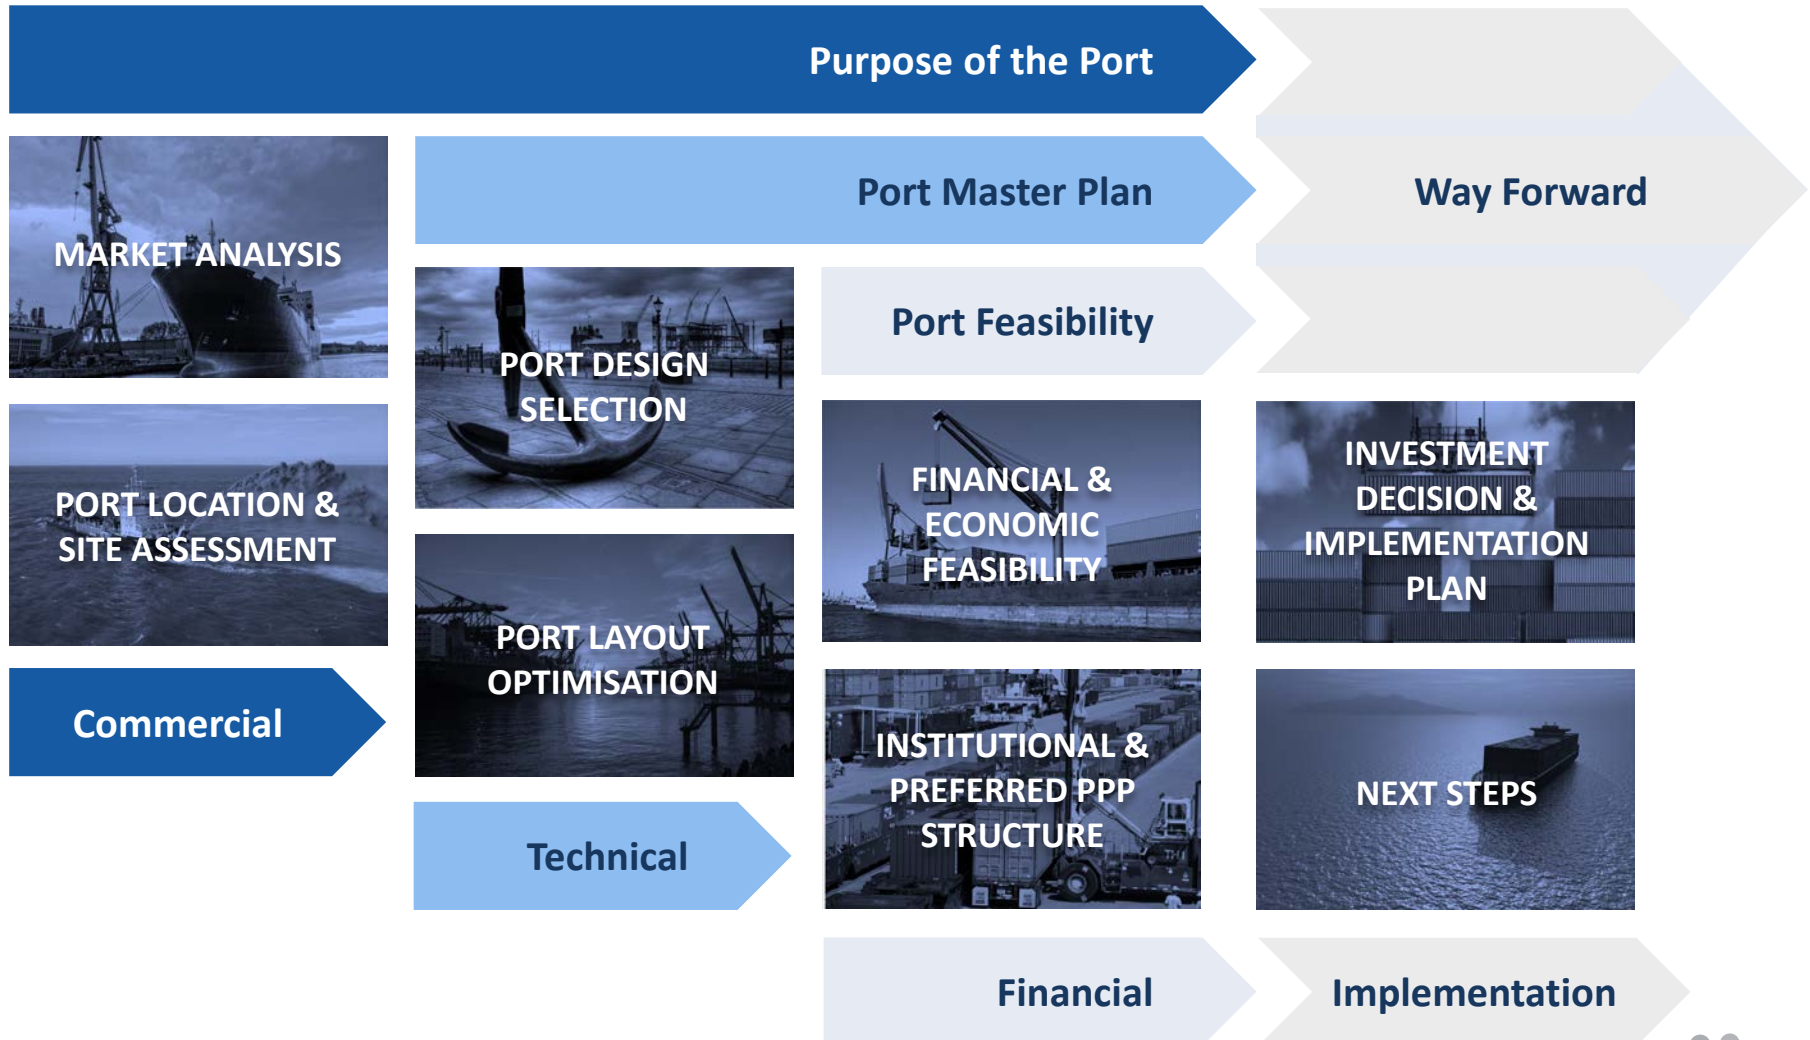 Purpose of the Port
Port Master Plan
Way Forward
MARKET ANALYSIS
Port Feasibility
PORT DESIGN
SELECTION
PORT LOCATION &
SITE ASSESSMENT
FINANCIAL &
ECONOMIC
FEASIBILITY
INVESTMENT
DECISION &
IMPLEMENTATION
PLAN
PORT LAYOUT
OPTIMISATION
Commercial
INSTITUTIONAL &
PREFERRED PPP
STRUCTURE
NEXT STEPS
Technical
Financial
Implementation